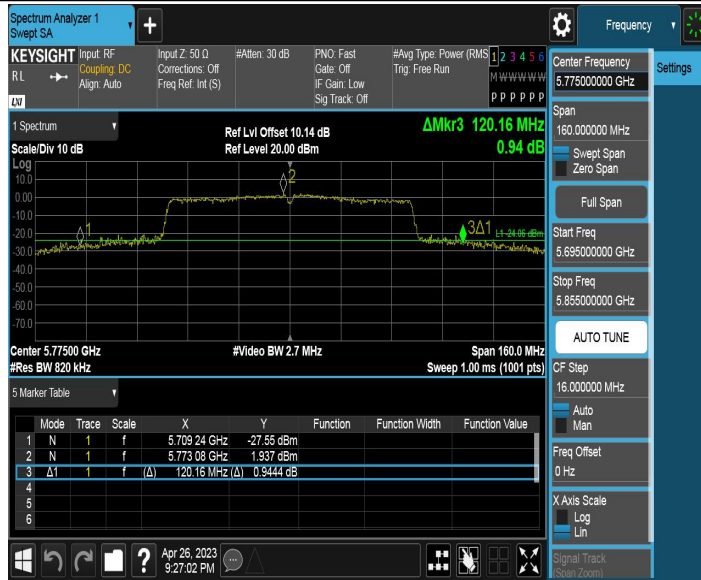 Spectrum Analyzer 1
Swept SA
+
Frequency
KEYSIGHT
RL
LXI
Input: RF
Coupling: DC
Align: Auto
Input Z: 50 Ω
Corrections: Off
Freq Ref: Int (S)
#Atten: 30 dB
PNO: Fast
Gate: Off
IF Gain: Low
Sig Track: Off
#Avg Type: Power (RMS
Trig: Free Run
1 2 3 4 5 6
M W W W W W
P P P P P P
1 Spectrum
Scale/Div 10 dB
Ref Lvl Offset 10.14 dB
Ref Level 20.00 dBm
ΔMkr3 120.16 MHz
0.94 dB
Log
10.0
0.00
-10.0
-20.0
-30.0
-40.0
-50.0
-60.0
-70.0
1
2
3Δ1
L1 -24.06 dBm
Center 5.77500 GHz
#Video BW 2.7 MHz
Span 160.0 MHz
#Res BW 820 kHz
Sweep 1.00 ms (1001 pts)
5 Marker Table
Mode Trace Scale X Y Function Function Width Function Value
1 N 1 f 5.709 24 GHz -27.55 dBm
2 N 1 f 5.773 08 GHz 1.937 dBm
3 Δ1 1 f (Δ) 120.16 MHz (Δ) 0.9444 dB
4
5
6
?
Apr 26, 2023
9:27:02 PM
Center Frequency
5.775000000 GHz
Span
160.000000 MHz
Swept Span
Zero Span
Full Span
Start Freq
5.695000000 GHz
Stop Freq
5.855000000 GHz
AUTO TUNE
CF Step
16.000000 MHz
Auto
Man
Freq Offset
0 Hz
X Axis Scale
Log
Lin
Signal Track
(Span Zoom)
Settings